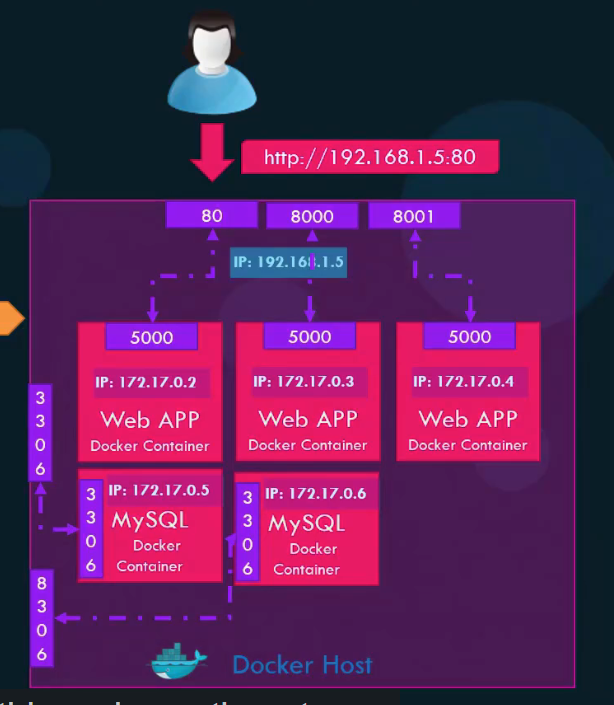 http://192.168.1.5:80
80
8000
8001
IP: 192.168.1.5
5000
5000
5000
IP: 172.17.0.2
IP: 172.17.0.3
IP: 172.17.0.4
Web APP
Docker Container
Web APP
Docker Container
Web APP
Docker Container
3306
3306
IP: 172.17.0.5
MySQL
Docker
Container
3306
IP: 172.17.0.6
MySQL
Docker
Container
8306
Docker Host